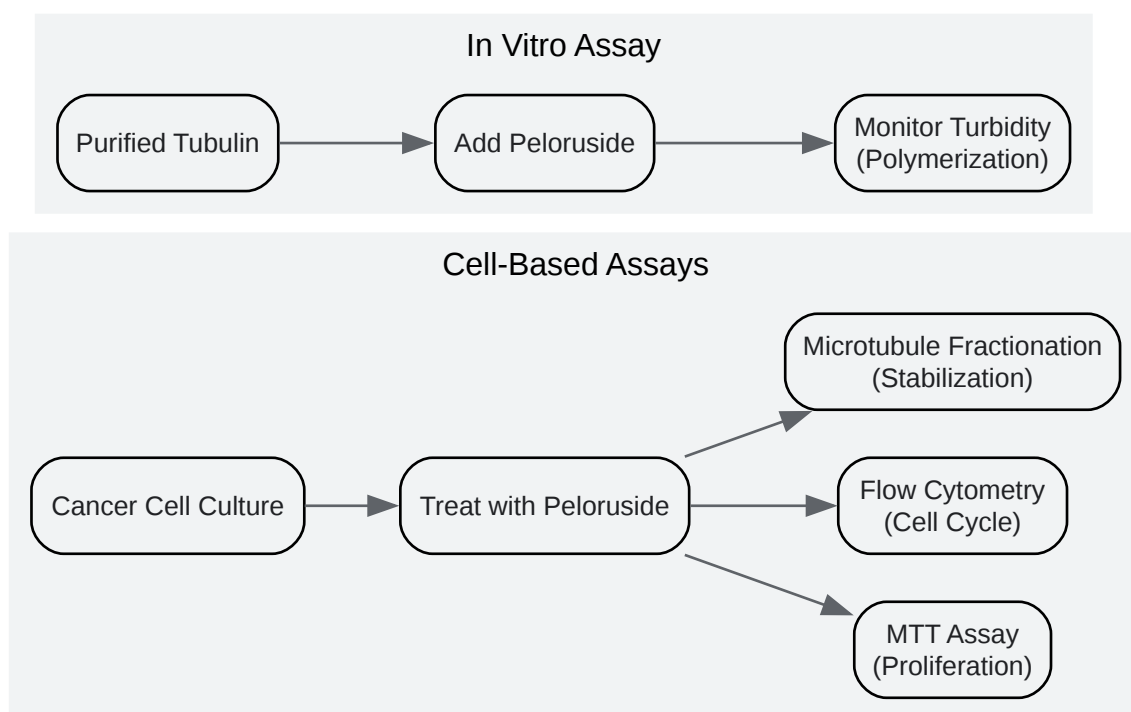 In Vitro Assay
Purified Tubulin
Add Peloruside
Monitor Turbidity
(Polymerization)
Cell-Based Assays
Cancer Cell Culture
Treat with Peloruside
Microtubule Fractionation
(Stabilization)
Flow Cytometry
(Cell Cycle)
MTT Assay
(Proliferation)